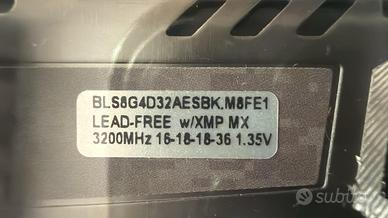 BLS8G4D32AESBK.M8FE1
LEAD-FREE w/XMP MX
3200MHz 16-18-18-36 1.35V
subito